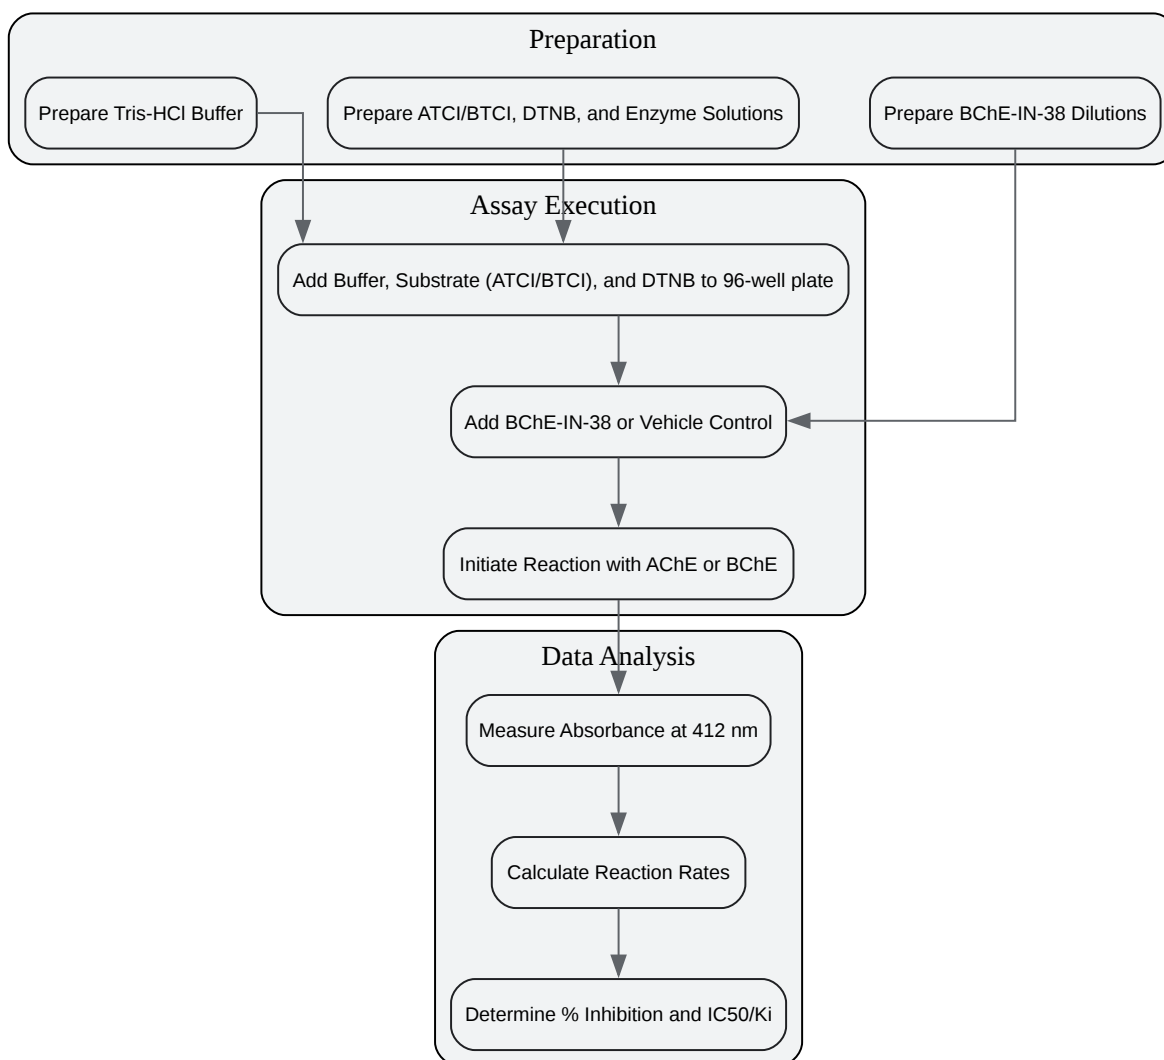 Preparation
Prepare Tris-HCl Buffer
Prepare ATCI/BTCI, DTNB, and Enzyme Solutions
Prepare BChE-IN-38 Dilutions
Assay Execution
Add Buffer, Substrate (ATCI/BTCI), and DTNB to 96-well plate
Add BChE-IN-38 or Vehicle Control
Initiate Reaction with AChE or BChE
Data Analysis
Measure Absorbance at 412 nm
Calculate Reaction Rates
Determine % Inhibition and IC50/Ki